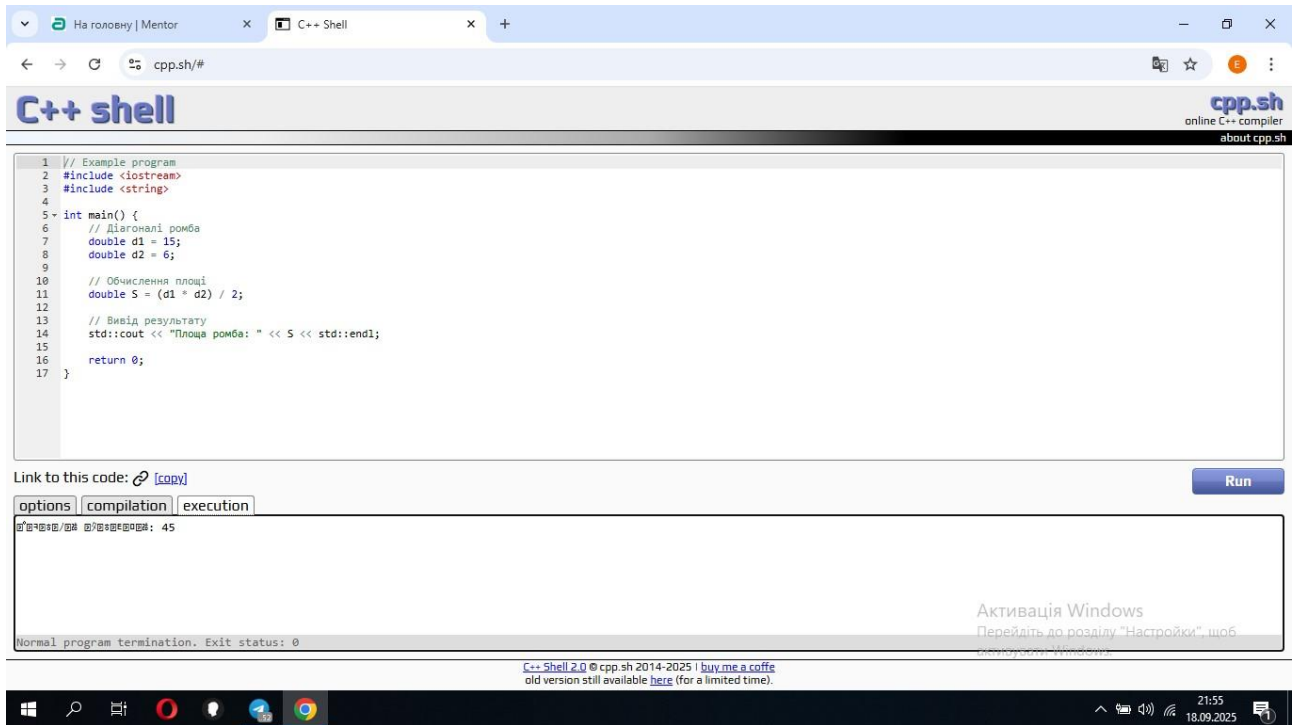 На головну | Mentor
C++ Shell
cpp.sh/#
E
C++ shell
cpp.sh
online C++ compiler
about cpp.sh
1 // Example program
2 #include <iostream>
3 #include <string>
4
5 int main() {
6 // Діагоналі ромба
7 double d1 = 15;
8 double d2 = 6;
9
10 // Обчислення площі
11 double S = (d1 * d2) / 2;
12
13 // Вивід результату
14 std::cout << "Площа ромба: " << S << std::endl;
15
16 return 0;
17 }
Link to this code: [copy]
Run
options compilation execution
: 45
Активація Windows
Перейдіть до розділу "Настройки", щоб
активувати Windows.
Normal program termination. Exit status: 0
C++ Shell 2.0 © cpp.sh 2014-2025 | buy me a coffe
old version still available here (for a limited time).
21:55
18.09.2025